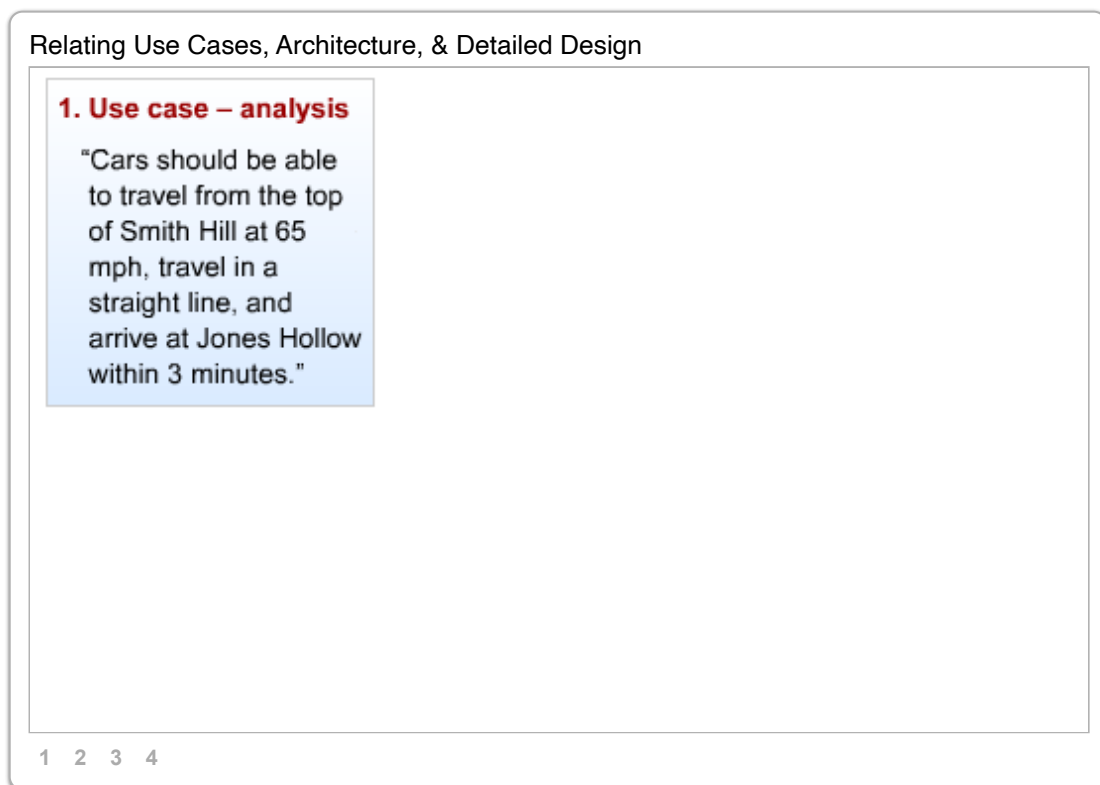 Relating Use Cases, Architecture, & Detailed Design
1. Use case – analysis
“Cars should be able
to travel from the top
of Smith Hill at 65
mph, travel in a
straight line, and
arrive at Jones Hollow
within 3 minutes.”
1 2 3 4